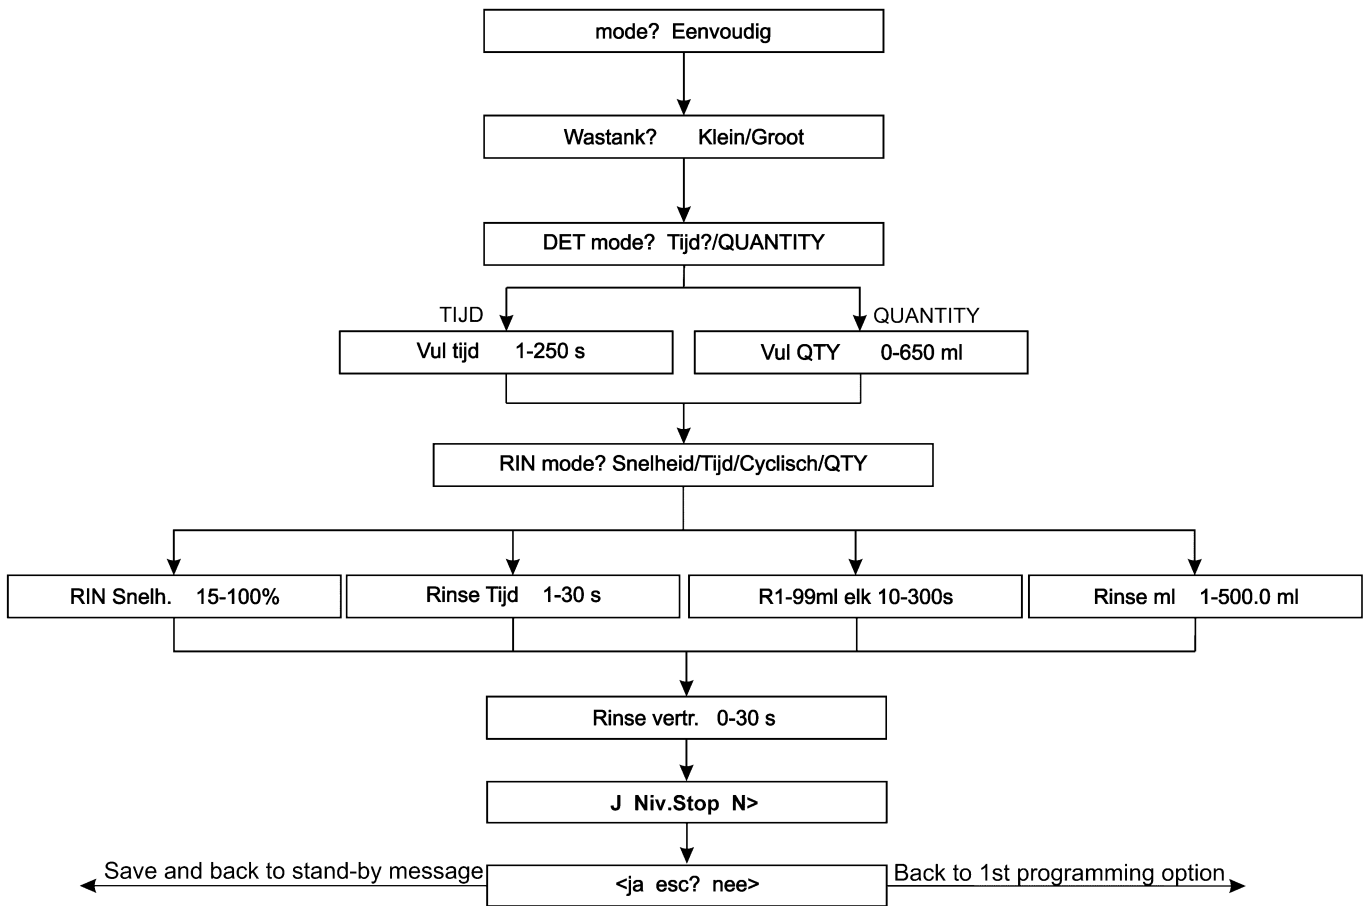 mode? Eenvoudig
Wastank? Klein/Groot
DET mode? Tijd?/QUANTITY
TIJD
QUANTITY
Vul tijd 1-250 s
Vul QTY 0-650 ml
RIN mode? Snelheid/Tijd/Cyclisch/QTY
RIN Snelh. 15-100%
Rinse Tijd 1-30 s
R1-99ml elk 10-300s
Rinse ml 1-500.0 ml
Rinse vertr. 0-30 s
J Niv.Stop N>
Save and back to stand-by message
<ja esc? nee>
Back to 1st programming option